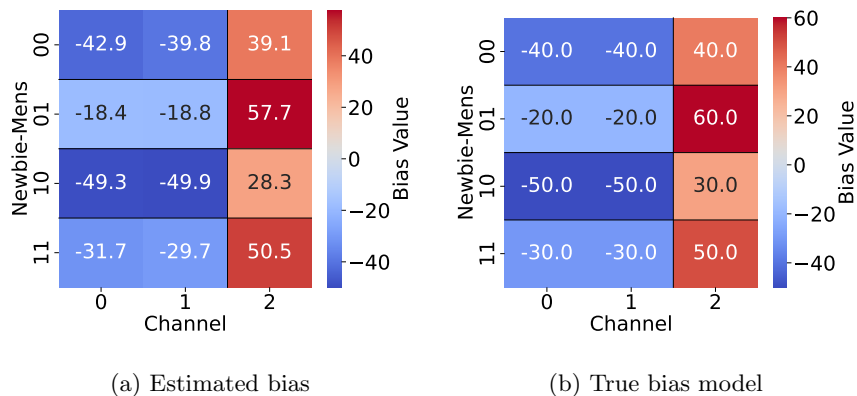 Newbie-Mens
00
-42.9 -39.8 39.1
01
-18.4 -18.8 57.7
10
-49.3 -49.9 28.3
11
-31.7 -29.7 50.5
0 1 2
Channel
40
20
0
−20
−40
Bias Value
(a) Estimated bias
Newbie-Mens
00
-40.0 -40.0 40.0
01
-20.0 -20.0 60.0
10
-50.0 -50.0 30.0
11
-30.0 -30.0 50.0
0 1 2
Channel
60
40
20
0
−20
−40
Bias Value
(b) True bias model